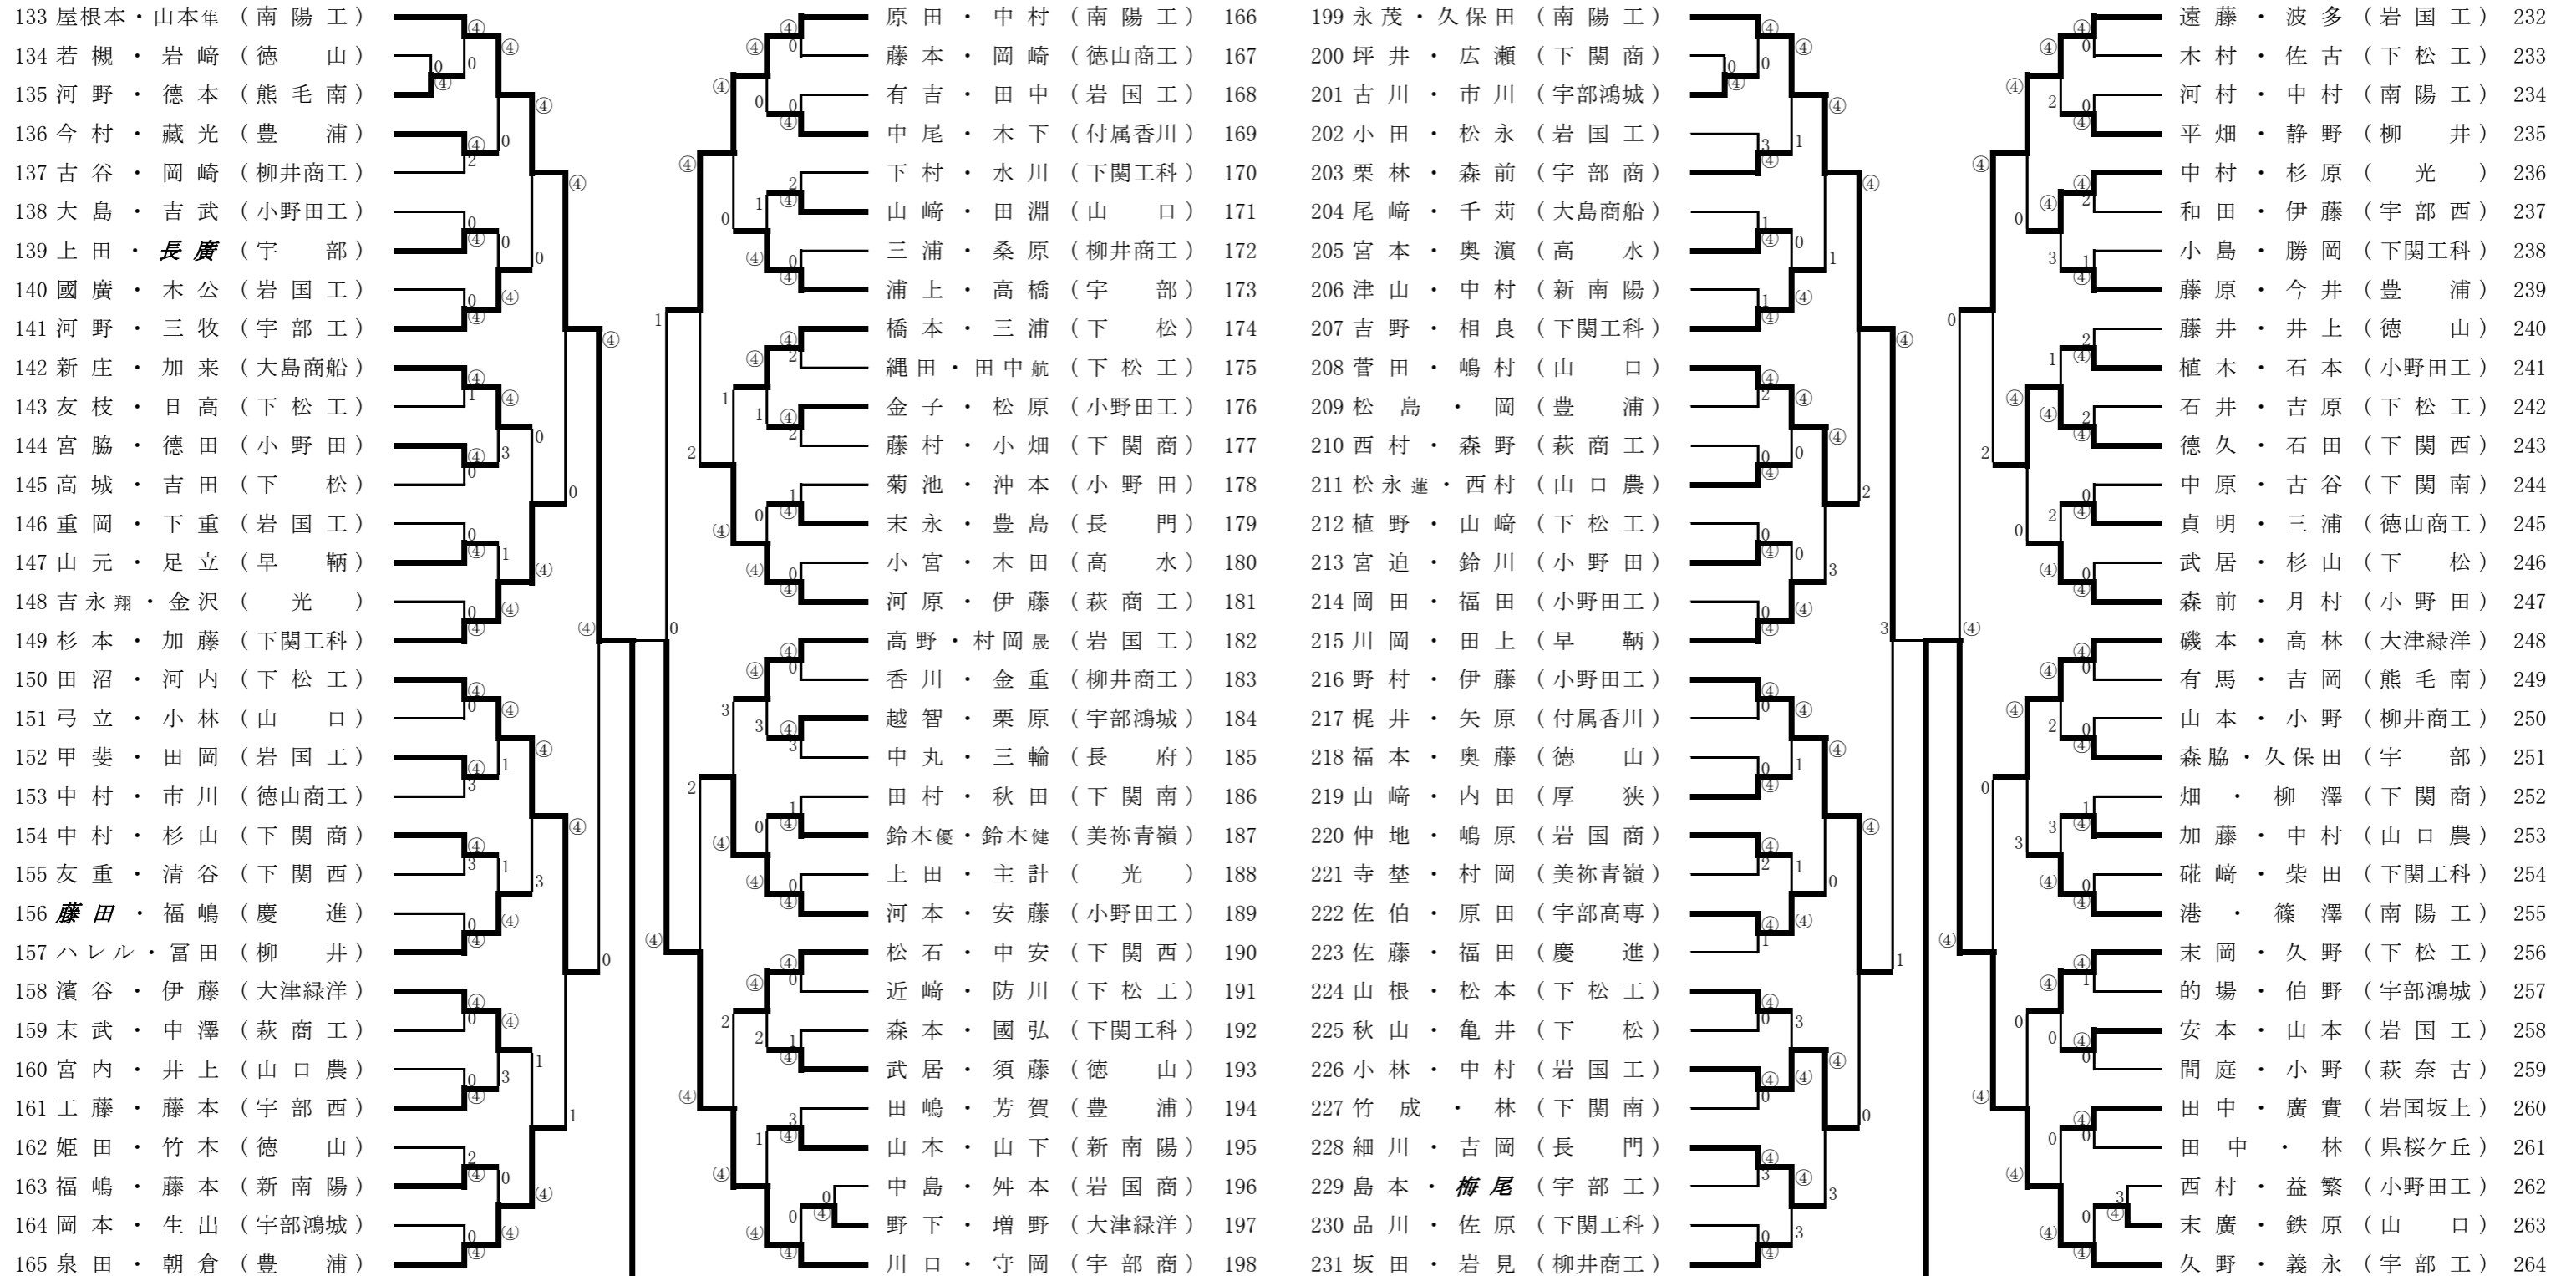 133 屋根本・山本隼 （南陽工）
134 若槻・岩﨑 （徳山）
135 河野・德本 （熊毛南）
136 今村・藏光 （豊浦）
137 古谷・岡崎 （柳井商工）
138 大島・吉武 （小野田工）
139 上田・長廣 （宇部）
140 國廣・木公 （岩国工）
141 河野・三牧 （宇部工）
142 新庄・加来 （大島商船）
143 友枝・日高 （下松工）
144 宮脇・德田 （小野田）
145 高城・吉田 （下松）
146 重岡・下重 （岩国工）
147 山元・足立 （早鞆）
148 吉永翔・金沢 （光）
149 杉本・加藤 （下関工科）
150 田沼・河内 （下松工）
151 弓立・小林 （山口）
152 甲斐・田岡 （岩国工）
153 中村・市川 （徳山商工）
154 中村・杉山 （下関商）
155 友重・清谷 （下関西）
156 藤田・福嶋 （慶進）
157 ハレル・冨田 （柳井）
158 濱谷・伊藤 （大津緑洋）
159 末武・中澤 （萩商工）
160 宮内・井上 （山口農）
161 工藤・藤本 （宇部西）
162 姫田・竹本 （徳山）
163 福嶋・藤本 （新南陽）
164 岡本・生出 （宇部鴻城）
165 泉田・朝倉 （豊浦）
原田・中村 （南陽工） 166
藤本・岡崎 （徳山商工） 167
有吉・田中 （岩国工） 168
中尾・木下 （付属香川） 169
下村・水川 （下関工科） 170
山﨑・田淵 （山口） 171
三浦・桑原 （柳井商工） 172
浦上・高橋 （宇部） 173
橋本・三浦 （下松） 174
縄田・田中航 （下松工） 175
金子・松原 （小野田工） 176
藤村・小畑 （下関商） 177
菊池・沖本 （小野田） 178
末永・豊島 （長門） 179
小宮・木田 （高水） 180
河原・伊藤 （萩商工） 181
高野・村岡晟 （岩国工） 182
香川・金重 （柳井商工） 183
越智・栗原 （宇部鴻城） 184
中丸・三輪 （長府） 185
田村・秋田 （下関南） 186
鈴木優・鈴木健 （美祢青嶺） 187
上田・主計 （光） 188
河本・安藤 （小野田工） 189
松石・中安 （下関西） 190
近﨑・防川 （下松工） 191
森本・國弘 （下関工科） 192
武居・須藤 （徳山） 193
田嶋・芳賀 （豊浦） 194
山本・山下 （新南陽） 195
中島・舛本 （岩国商） 196
野下・増野 （大津緑洋） 197
川口・守岡 （宇部商） 198
199 永茂・久保田 （南陽工）
200 坪井・広瀬 （下関商）
201 古川・市川 （宇部鴻城）
202 小田・松永 （岩国工）
203 栗林・森前 （宇部商）
204 尾﨑・千苅 （大島商船）
205 宮本・奥濵 （高水）
206 津山・中村 （新南陽）
207 吉野・相良 （下関工科）
208 菅田・嶋村 （山口）
209 松島・岡 （豊浦）
210 西村・森野 （萩商工）
211 松永蓮・西村 （山口農）
212 植野・山﨑 （下松工）
213 宮迫・鈴川 （小野田）
214 岡田・福田 （小野田工）
215 川岡・田上 （早鞆）
216 野村・伊藤 （小野田工）
217 梶井・矢原 （付属香川）
218 福本・奥藤 （徳山）
219 山﨑・内田 （厚狭）
220 仲地・嶋原 （岩国商）
221 寺埜・村岡 （美祢青嶺）
222 佐伯・原田 （宇部高専）
223 佐藤・福田 （慶進）
224 山根・松本 （下松工）
225 秋山・亀井 （下松）
226 小林・中村 （岩国工）
227 竹成・林 （下関南）
228 細川・吉岡 （長門）
229 島本・梅尾 （宇部工）
230 品川・佐原 （下関工科）
231 坂田・岩見 （柳井商工）
遠藤・波多 （岩国工） 232
木村・佐古 （下松工） 233
河村・中村 （南陽工） 234
平畑・静野 （柳井） 235
中村・杉原 （光） 236
和田・伊藤 （宇部西） 237
小島・勝岡 （下関工科） 238
藤原・今井 （豊浦） 239
藤井・井上 （徳山） 240
植木・石本 （小野田工） 241
石井・吉原 （下松工） 242
德久・石田 （下関西） 243
中原・古谷 （下関南） 244
貞明・三浦 （徳山商工） 245
武居・杉山 （下松） 246
森前・月村 （小野田） 247
磯本・高林 （大津緑洋） 248
有馬・吉岡 （熊毛南） 249
山本・小野 （柳井商工） 250
森脇・久保田 （宇部） 251
畑・柳澤 （下関商） 252
加藤・中村 （山口農） 253
硴﨑・柴田 （下関工科） 254
港・篠澤 （南陽工） 255
末岡・久野 （下松工） 256
的場・伯野 （宇部鴻城） 257
安本・山本 （岩国工） 258
間庭・小野 （萩奈古） 259
田中・廣實 （岩国坂上） 260
田中・林 （県桜ケ丘） 261
西村・益繁 （小野田工） 262
末廣・鉄原 （山口） 263
久野・義永 （宇部工） 264